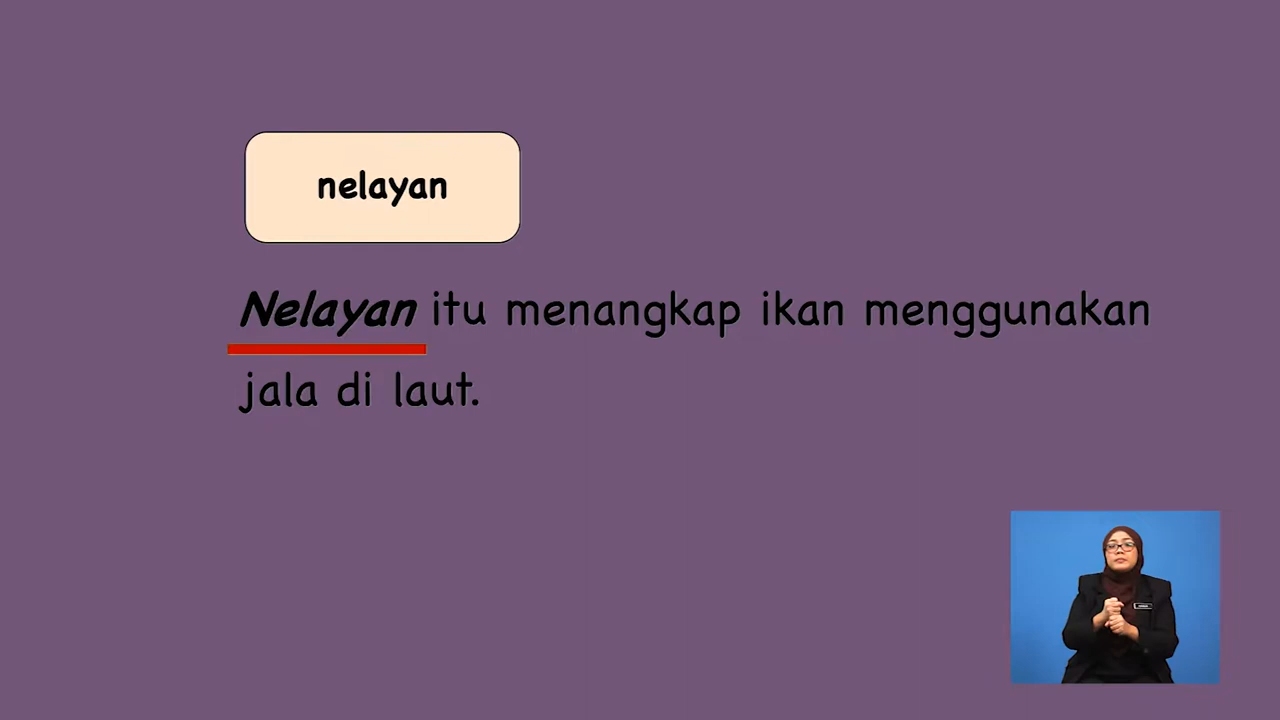 nelayan
Nelayan itu menangkap ikan menggunakan
jala di laut.